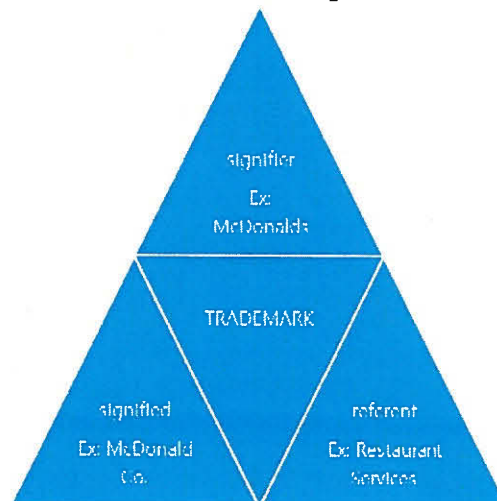 signifier
Ex:
McDonalds
TRADEMARK
signified
Ex: McDonald
Co.
referent
Ex: Restaurant
Services